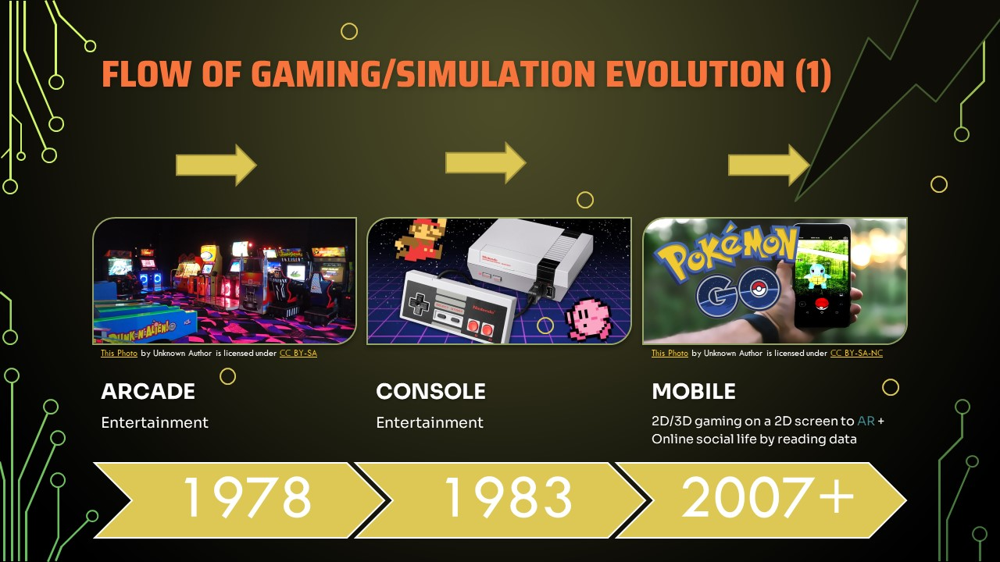 FLOW OF GAMING/SIMULATION EVOLUTION (1)
Nintendo
POKéMON
GO
This Photo by Unknown Author is licensed under CC BY-SA
This Photo by Unknown Author is licensed under CC BY-SA-NC
ARCADE
CONSOLE
MOBILE
Entertainment
Entertainment
2D/3D gaming on a 2D screen to AR +
Online social life by reading data
1978
1983
2007+